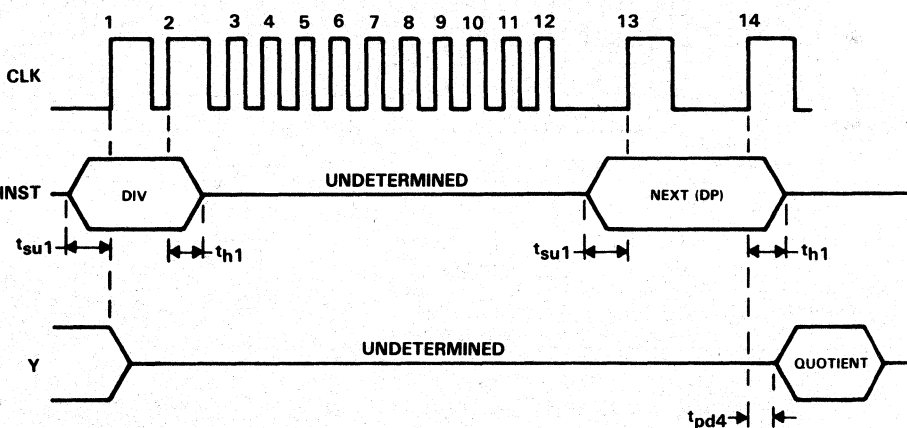 1 2 3 4 5 6 7 8 9 10 11 12 13 14
CLK
INST DIV UNDETERMINED NEXT (DP)
tsu1 th1 tsu1 th1
Y UNDETERMINED QUOTIENT
tpd4